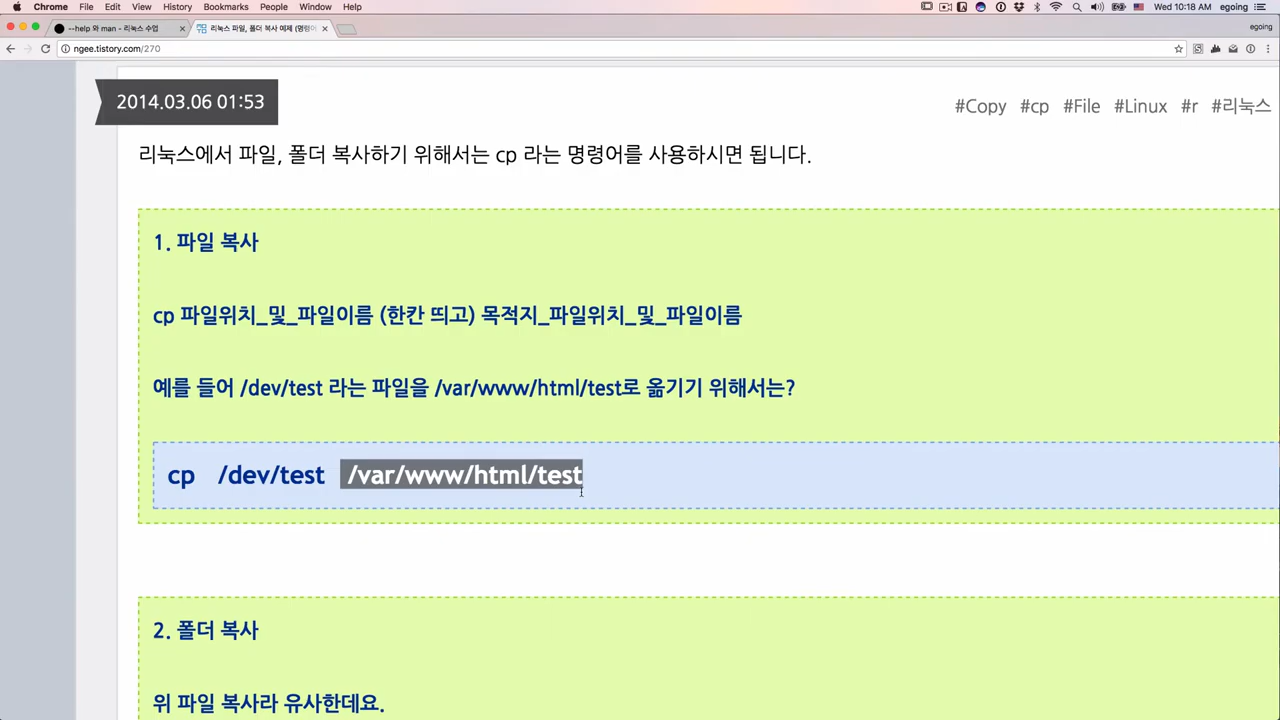 Chrome File Edit View History Bookmarks People Window Help Wed 10:18 AM egoing
--help 와 man - 리눅스 수업 리눅스 파일, 폴더 복사 예제 (명령어 egoing
ngee.tistory.com/270
2014.03.06 01:53
#Copy #cp #File #Linux #r #리눅스
리눅스에서 파일, 폴더 복사하기 위해서는 cp 라는 명령어를 사용하시면 됩니다.
1. 파일 복사
cp 파일위치_및_파일이름 (한칸 띄고) 목적지_파일위치_및_파일이름
예를 들어 /dev/test 라는 파일을 /var/www/html/test로 옮기기 위해서는?
cp /dev/test /var/www/html/test
2. 폴더 복사
위 파일 복사라 유사한데요.